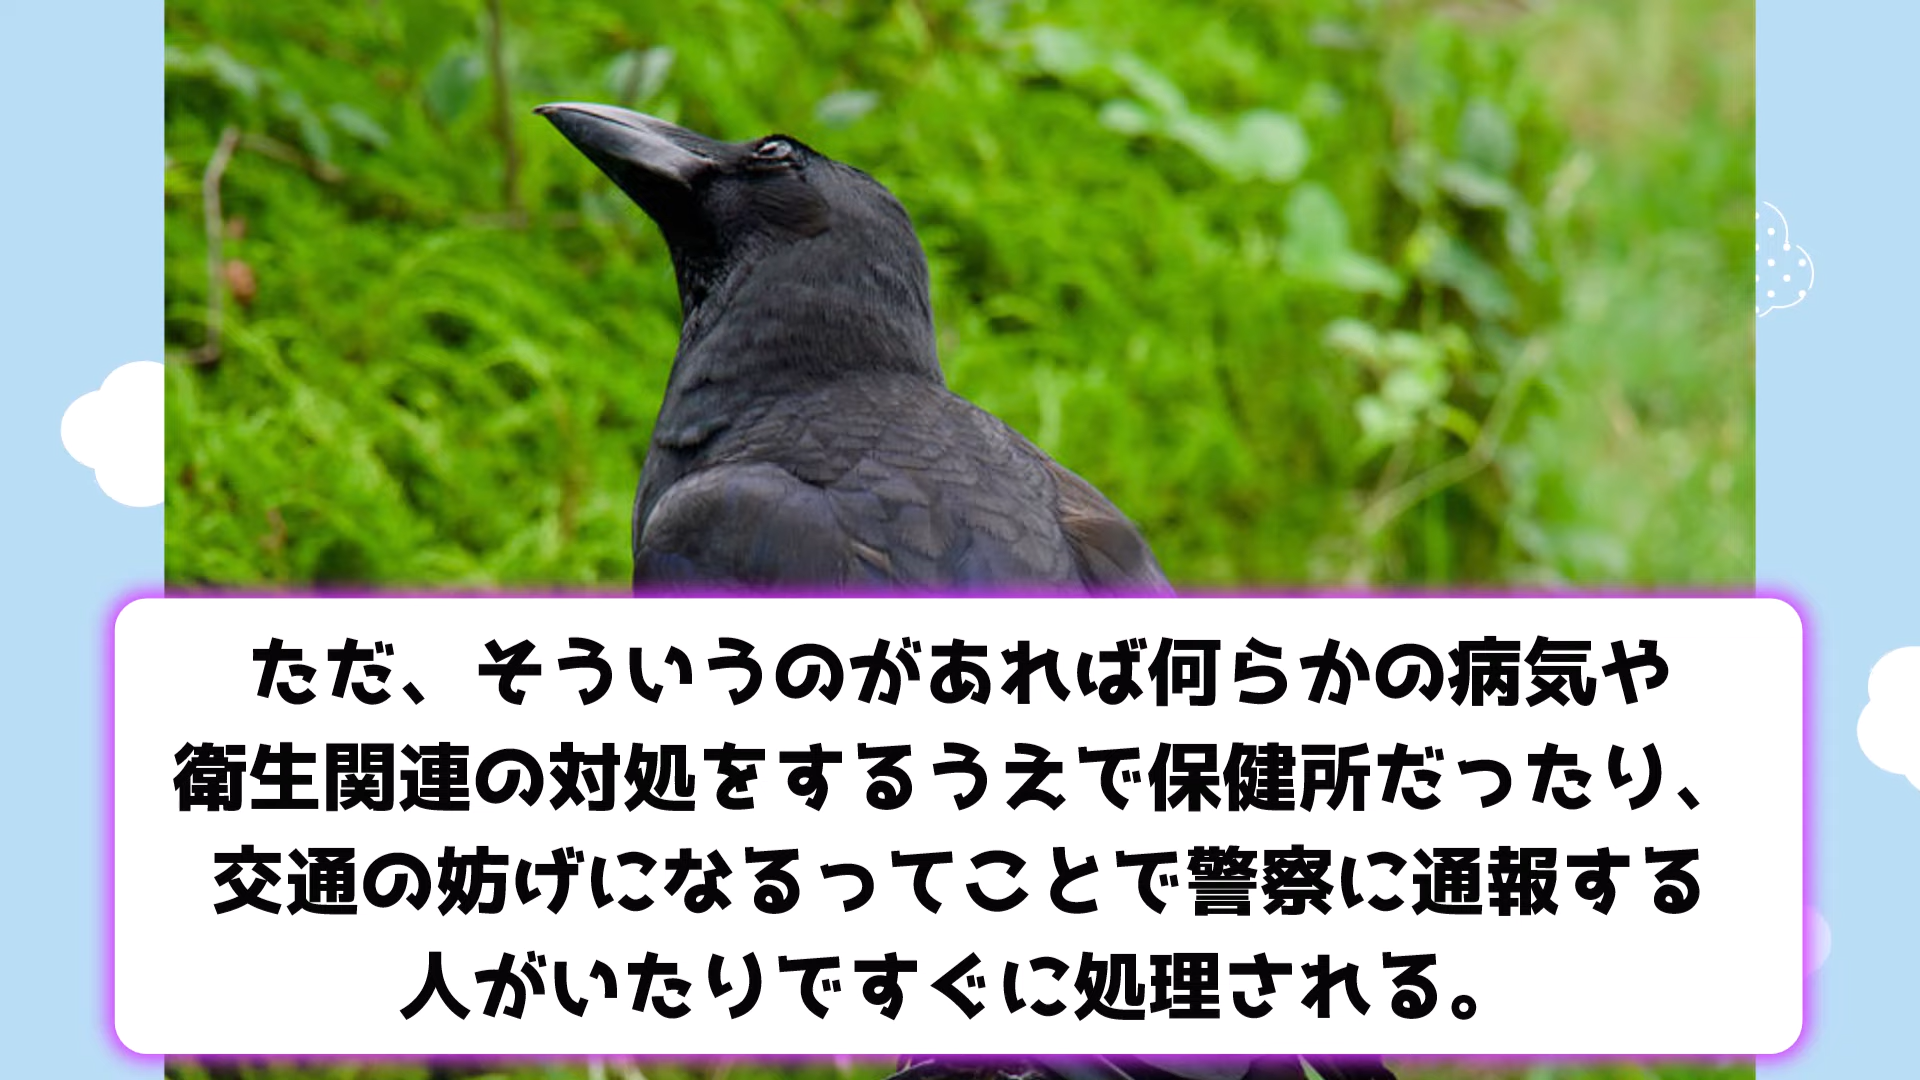 ただ、そういうのがあれば何らかの病気や
衛生関連の対処をするうえで保健所だったり、
交通の妨げになるってことで警察に通報する
人がいたりですぐに処理される。